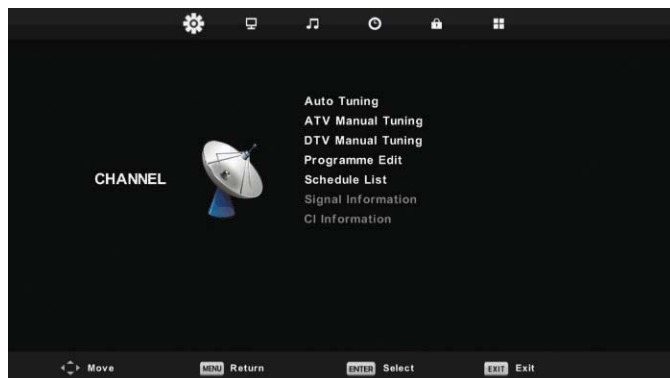 Auto Tuning
ATV Manual Tuning
DTV Manual Tuning
Programme Edit
CHANNEL
Schedule List
Signal Information
CI Information
Move MENU Return ENTER Select EXIT Exit